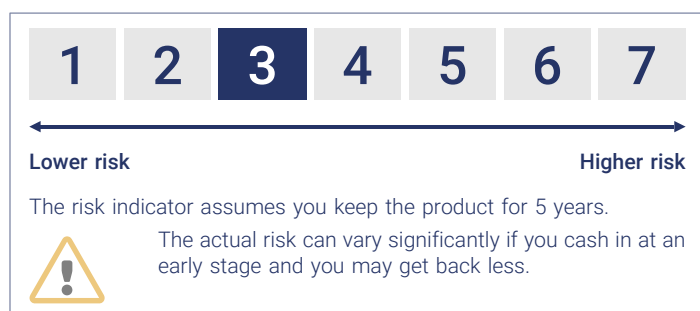 1 2 3 4 5 6 7
Lower risk Higher risk
The risk indicator assumes you keep the product for 5 years.
The actual risk can vary significantly if you cash in at an
early stage and you may get back less.